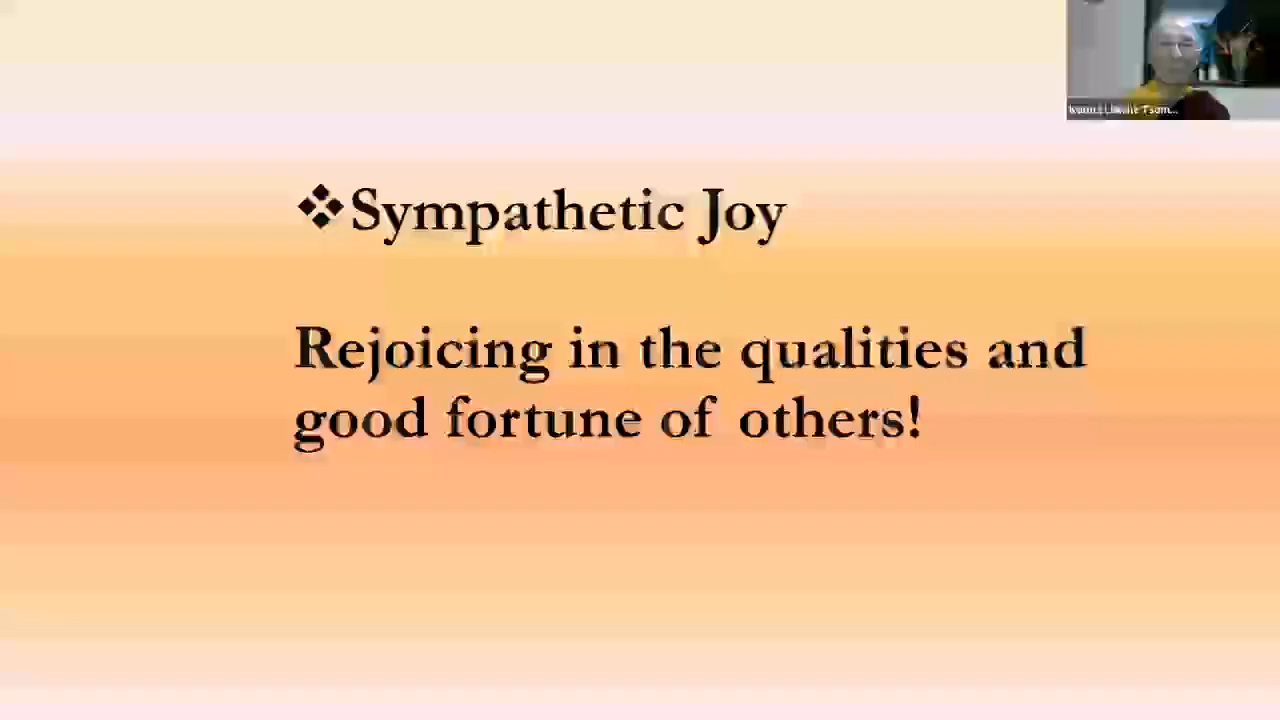 Sympathetic Joy
Rejoicing in the qualities and
good fortune of others!